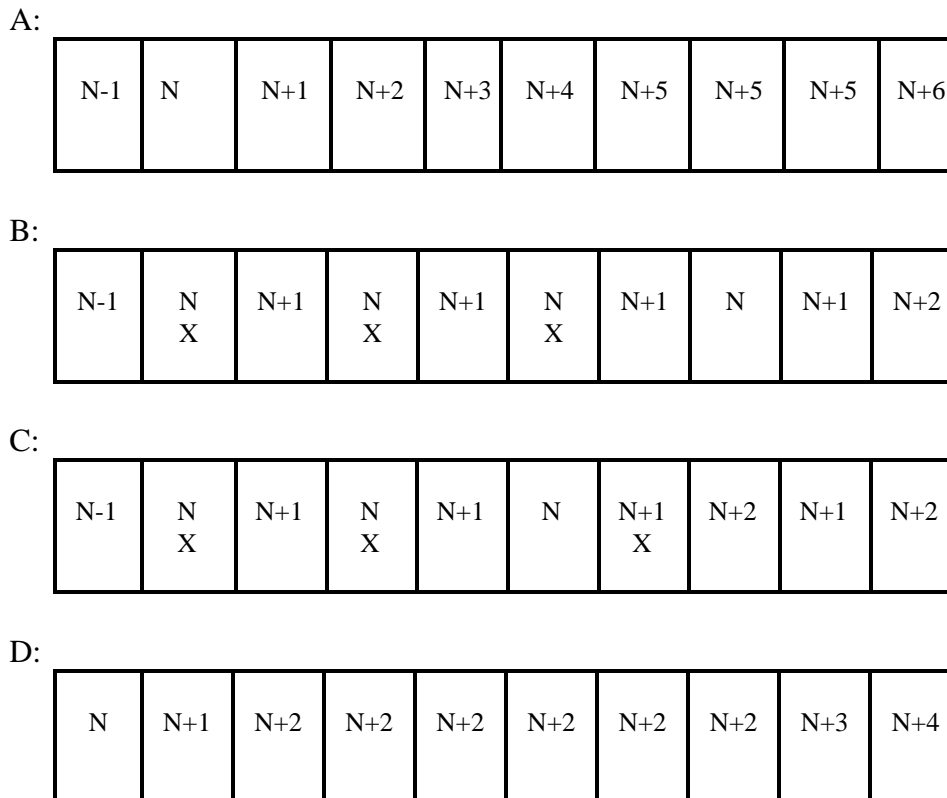 A:
N-1 N N+1 N+2 N+3 N+4 N+5 N+5 N+5 N+6
B:
N-1 N N+1 N N+1 N N+1 N N+1 N+2
X X X
C:
N-1 N N+1 N N+1 N N+1 N+2 N+1 N+2
X X X
D:
N N+1 N+2 N+2 N+2 N+2 N+2 N+2 N+3 N+4